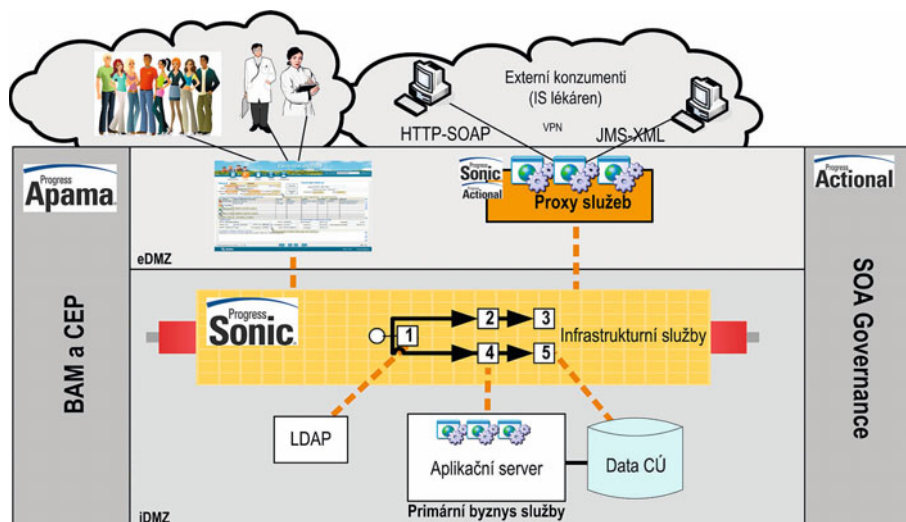 Externí konzumenti
(IS lékáren)
HTTP-SOAP
VPN
JMS-XML
Progress
Apama
BAM a CEP
Progress
Sonic
Progress
Actional
Proxy služeb
Progress
Actional
SOA Governance
eDMZ
Progress
Sonic
1
2
3
4
5
Infrastrukturní služby
LDAP
Aplikační server
Data CÚ
Primární byznys služby
iDMZ